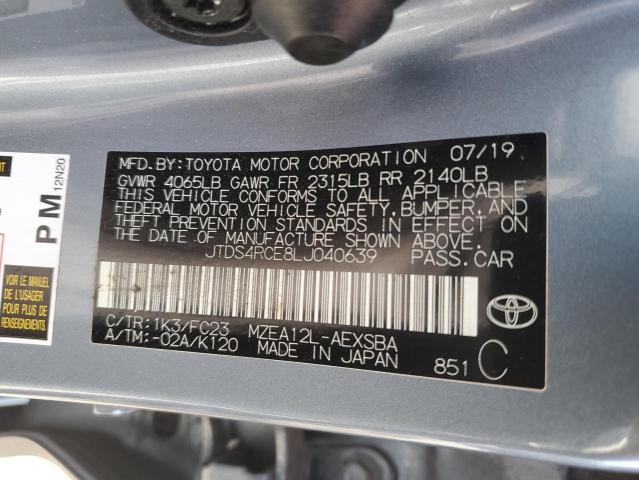 MFD.BY:TOYOTA MOTOR CORPORATION 07/19
GVWR 4065LB GAWR FR 2315LB RR 2140LB
THIS VEHICLE CONFORMS TO ALL APPLICABLE
FEDERAL MOTOR VEHICLE SAFETY,BUMPER,AND
THEFT PREVENTION STANDARDS IN EFFECT ON
THE DATE OF MANUFACTURE SHOWN ABOVE.
JTDS4RCE8LJ040639 PASS.CAR
C/TR:1K3/FC23 MZEA12L-AEXSBA
A/TM:-02A/K120 MADE IN JAPAN
851 C
TOYOTA
PM 12N20
VOIR LE
MANUEL DE
L'USAGER
POUR PLUS
D'INFORMATION